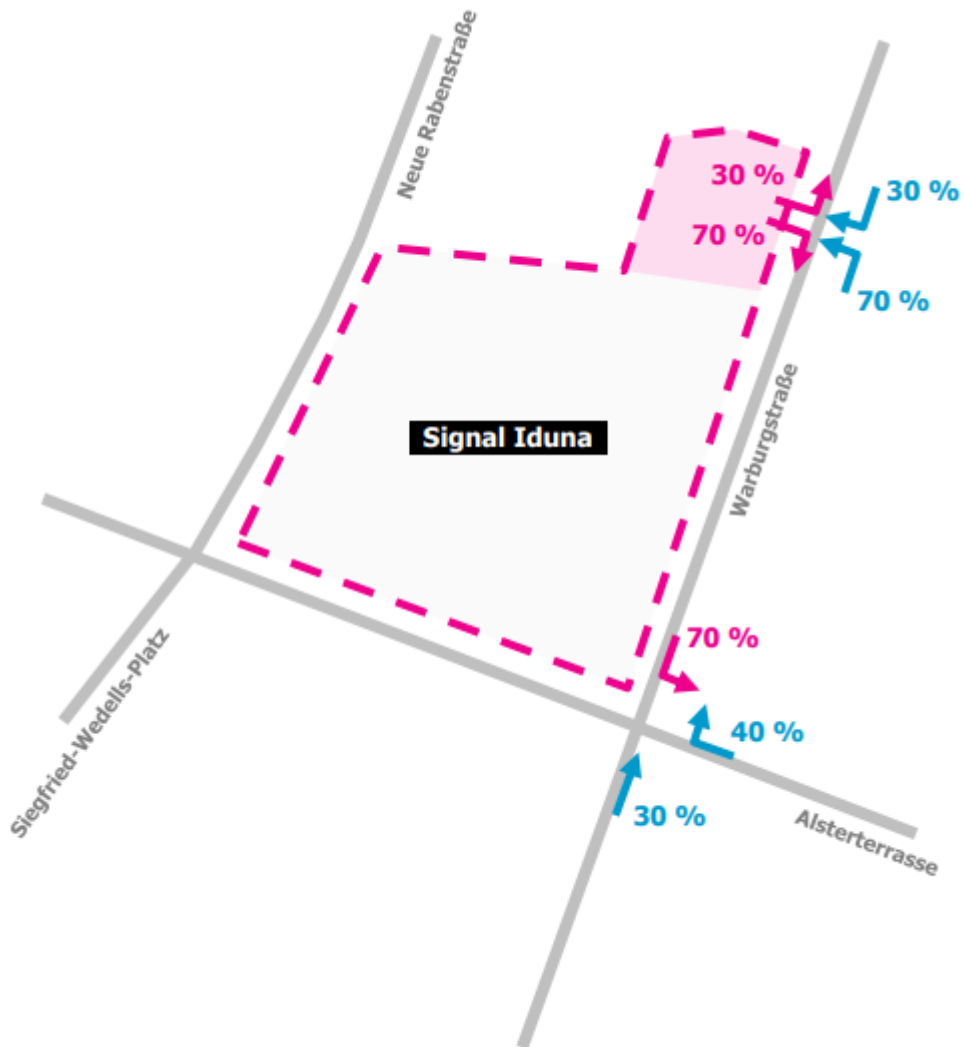 Neue Rabenstraße
30 %
30 %
70 %
70 %
Warburgstraße
Signal Iduna
70 %
40 %
30 %
Siegfried-Wedells-Platz
Alsterterrasse